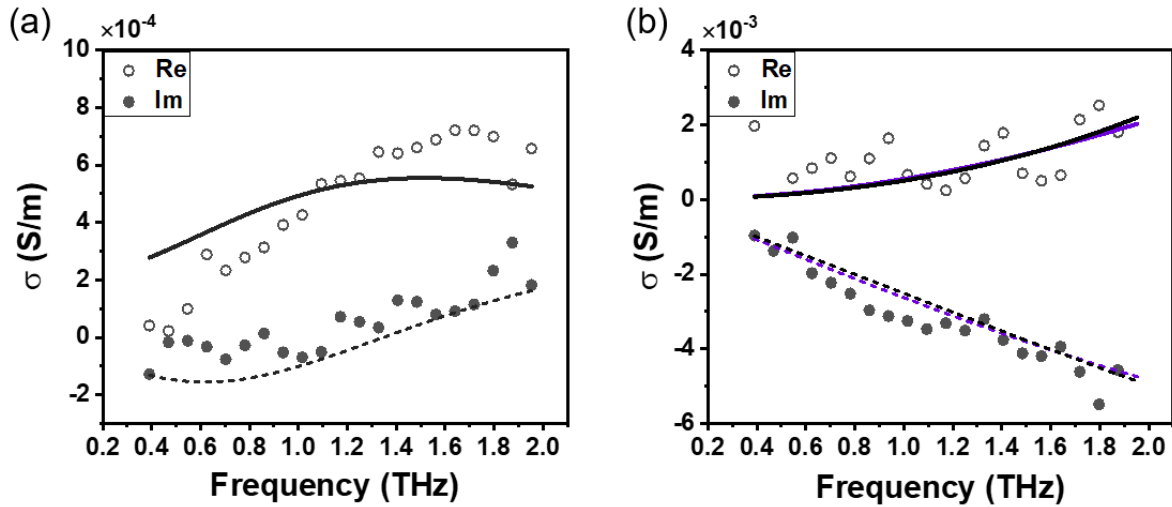 (a)
×10⁻⁴
10
8
6
4
2
0
-2
Re
Im
σ (S/m)
0.2 0.4 0.6 0.8 1.0 1.2 1.4 1.6 1.8 2.0
Frequency (THz)
(b)
×10⁻³
4
2
0
-2
-4
-6
Re
Im
σ (S/m)
0.2 0.4 0.6 0.8 1.0 1.2 1.4 1.6 1.8 2.0
Frequency (THz)